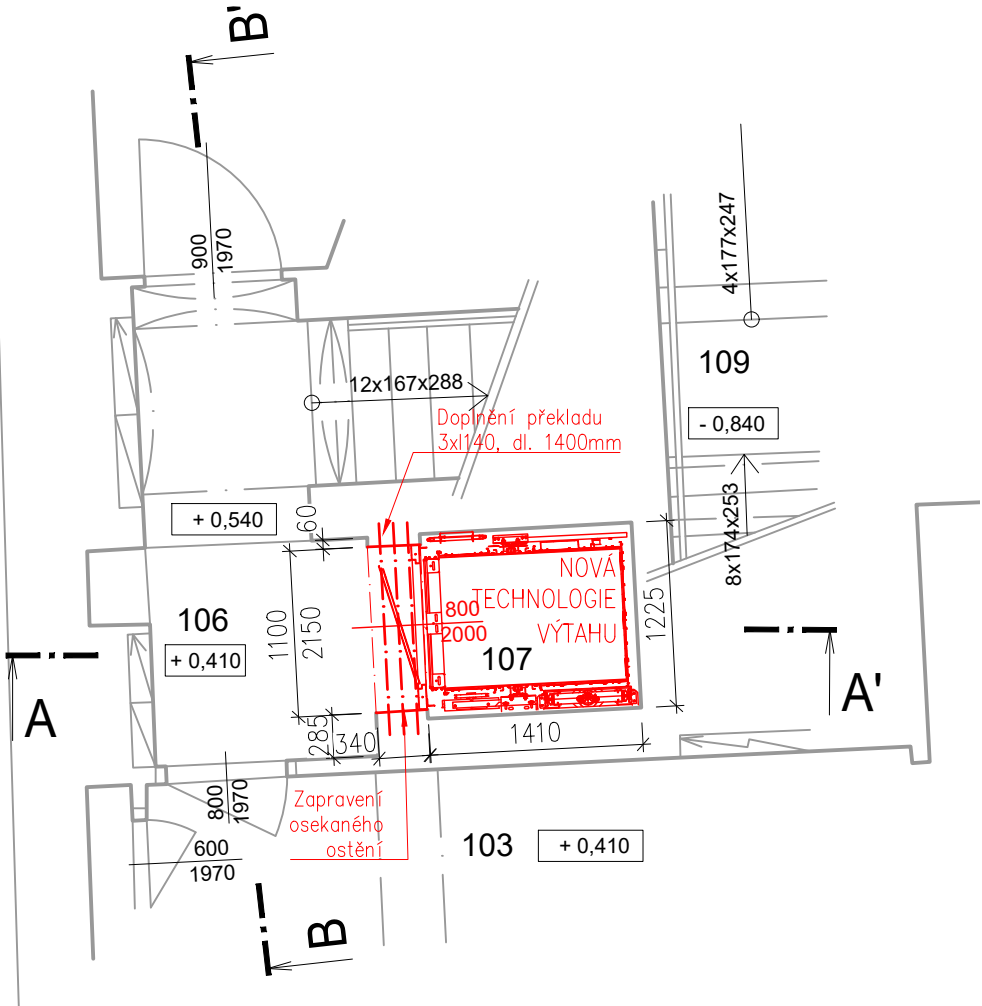 B'
900
1970
4x177x247
109
- 0,840
8x174x253
12x167x288
Doplnění překladu
3xI140, dl. 1400mm
+ 0,540
60
106
+ 0,410
1100
2150
285
340
NOVÁ
TECHNOLOGIE
VÝTAHU
800
2000
107
1225
1410
A
A'
800
1970
600
1970
Zapravení
osekaného
ostění
103
+ 0,410
B